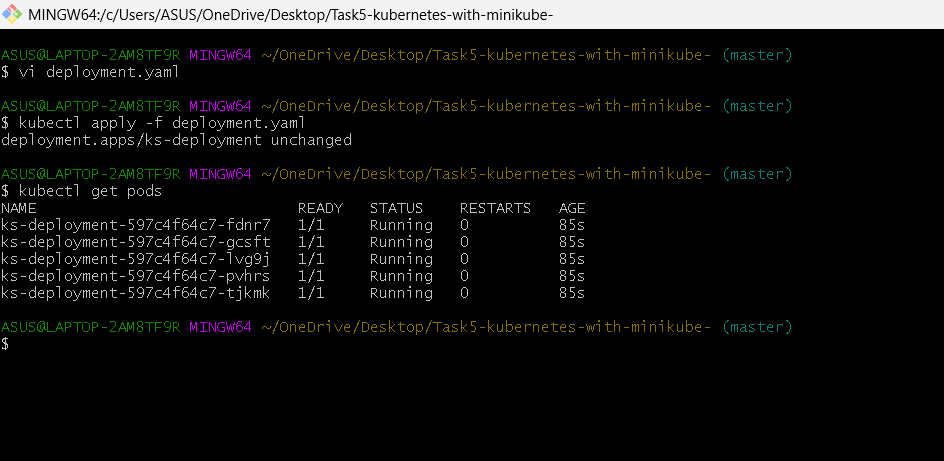 MINGW64:/c/Users/ASUS/OneDrive/Desktop/Task5-kubernetes-with-minikube-
ASUS@LAPTOP-2AM8TF9R MINGW64 ~/OneDrive/Desktop/Task5-kubernetes-with-minikube- (master)
$ vi deployment.yaml
ASUS@LAPTOP-2AM8TF9R MINGW64 ~/OneDrive/Desktop/Task5-kubernetes-with-minikube- (master)
$ kubectl apply -f deployment.yaml
deployment.apps/ks-deployment unchanged
ASUS@LAPTOP-2AM8TF9R MINGW64 ~/OneDrive/Desktop/Task5-kubernetes-with-minikube- (master)
$ kubectl get pods
NAME READY STATUS RESTARTS AGE
ks-deployment-597c4f64c7-fdnr7 1/1 Running 0 85s
ks-deployment-597c4f64c7-gcsft 1/1 Running 0 85s
ks-deployment-597c4f64c7-lvg9j 1/1 Running 0 85s
ks-deployment-597c4f64c7-pvhrs 1/1 Running 0 85s
ks-deployment-597c4f64c7-tjkmk 1/1 Running 0 85s
ASUS@LAPTOP-2AM8TF9R MINGW64 ~/OneDrive/Desktop/Task5-kubernetes-with-minikube- (master)
$